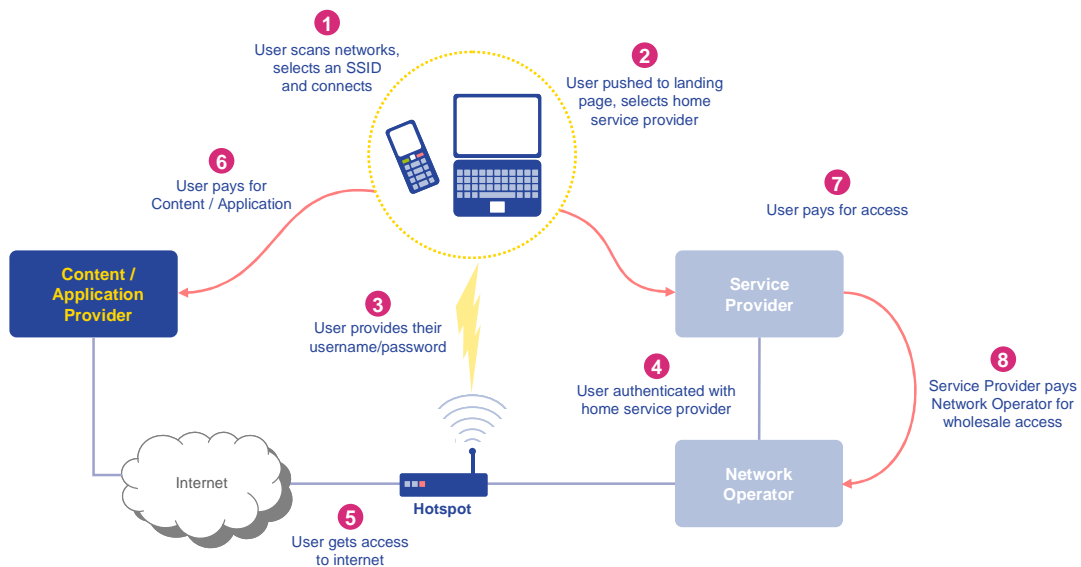 1
User scans networks,
selects an SSID
and connects
2
User pushed to landing
page, selects home
service provider
6
User pays for
Content / Application
7
User pays for access
Content /
Application
Provider
Service
Provider
3
User provides their
username/password
4
User authenticated with
home service provider
8
Service Provider pays
Network Operator for
wholesale access
Internet
Hotspot
Network
Operator
5
User gets access
to internet